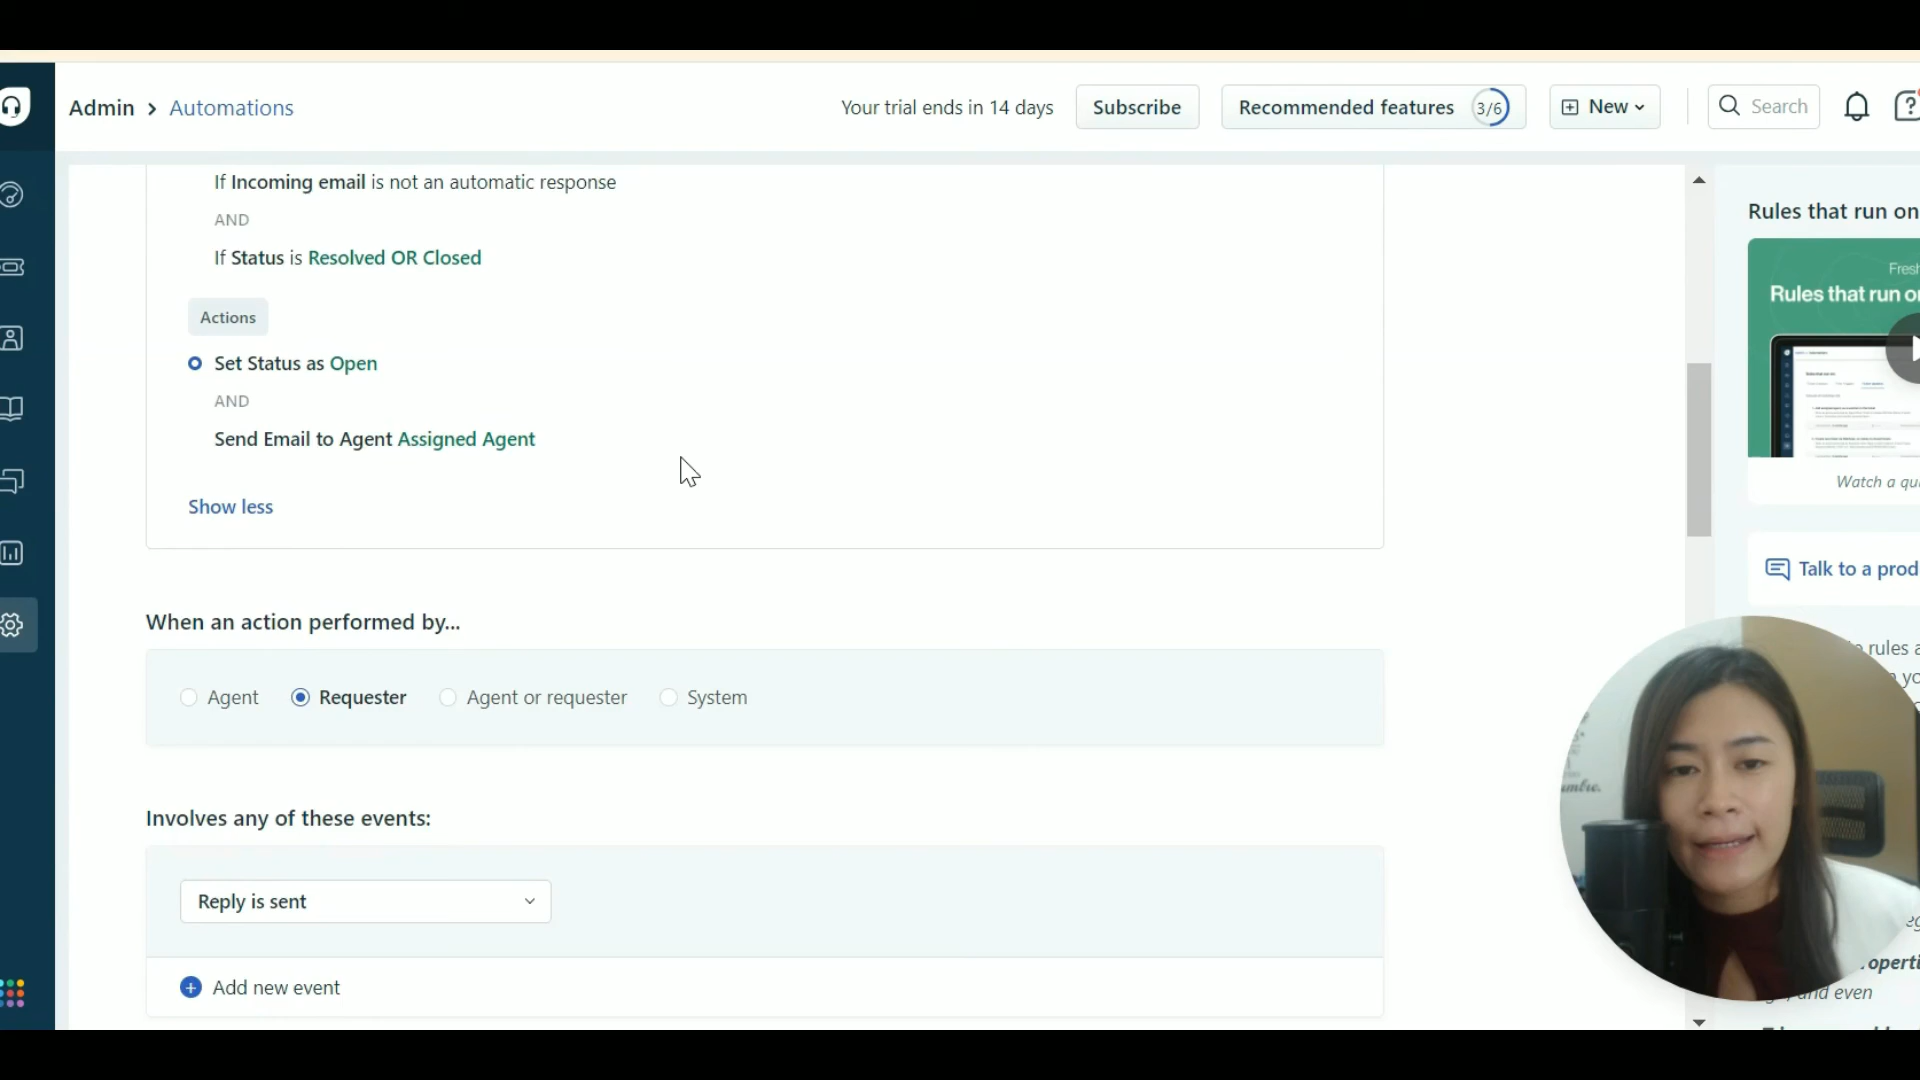 Admin > Automations
Your trial ends in 14 days
Subscribe
Recommended features 3/6
New
Search
If Incoming email is not an automatic response
AND
If Status is Resolved OR Closed
Actions
Set Status as Open
AND
Send Email to Agent Assigned Agent
Show less
When an action performed by...
Agent
Requester
Agent or requester
System
Involves any of these events:
Reply is sent
Add new event
Rules that run on
Fresh
Rules that run on
Watch a qui
Talk to a prod
rules a
and even